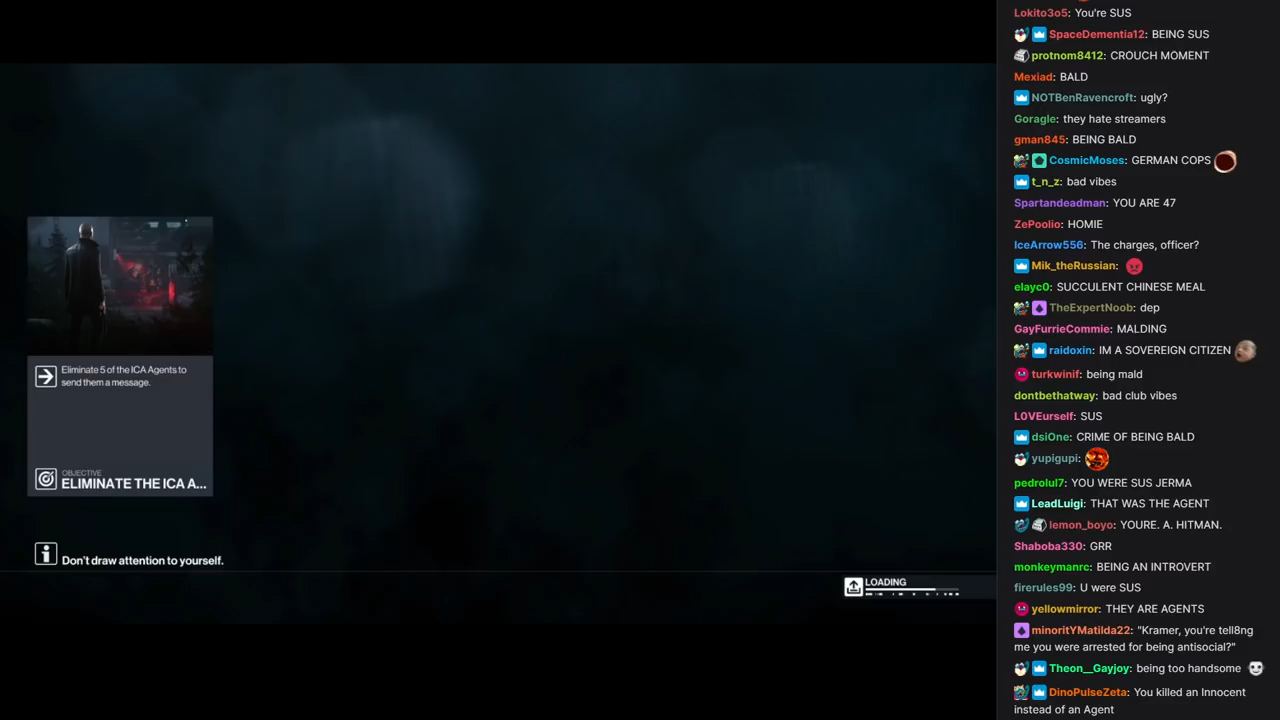 Eliminate 5 of the ICA Agents to
send them a message.
OBJECTIVE
ELIMINATE THE ICA A...
Don't draw attention to yourself.
LOADING
Lokito3o5: You're SUS
SpaceDementia12: BEING SUS
protnom8412: CROUCH MOMENT
Mexiad: BALD
NOTBenRavencroft: ugly?
Goragle: they hate streamers
gman845: BEING BALD
CosmicMoses: GERMAN COPS
t_n_z: bad vibes
Spartandeadman: YOU ARE 47
ZePoolio: HOMIE
IceArrow556: The charges, officer?
Mik_theRussian:
elayc0: SUCCULENT CHINESE MEAL
TheExpertNoob: dep
GayFurrieCommie: MALDING
raidoxin: IM A SOVEREIGN CITIZEN
turkwinif: being mald
dontbethatway: bad club vibes
L0VEurself: SUS
dsiOne: CRIME OF BEING BALD
yupigupi:
pedrolul7: YOU WERE SUS JERMA
LeadLuigi: THAT WAS THE AGENT
lemon_boyo: YOURE. A. HITMAN.
Shaboba330: GRR
monkeymanrc: BEING AN INTROVERT
firerules99: U were SUS
yellowmirror: THEY ARE AGENTS
minoritYMatilda22: "Kramer, you're tell8ng
me you were arrested for being antisocial?"
Theon__Gayjoy: being too handsome
DinoPulseZeta: You killed an Innocent
instead of an Agent